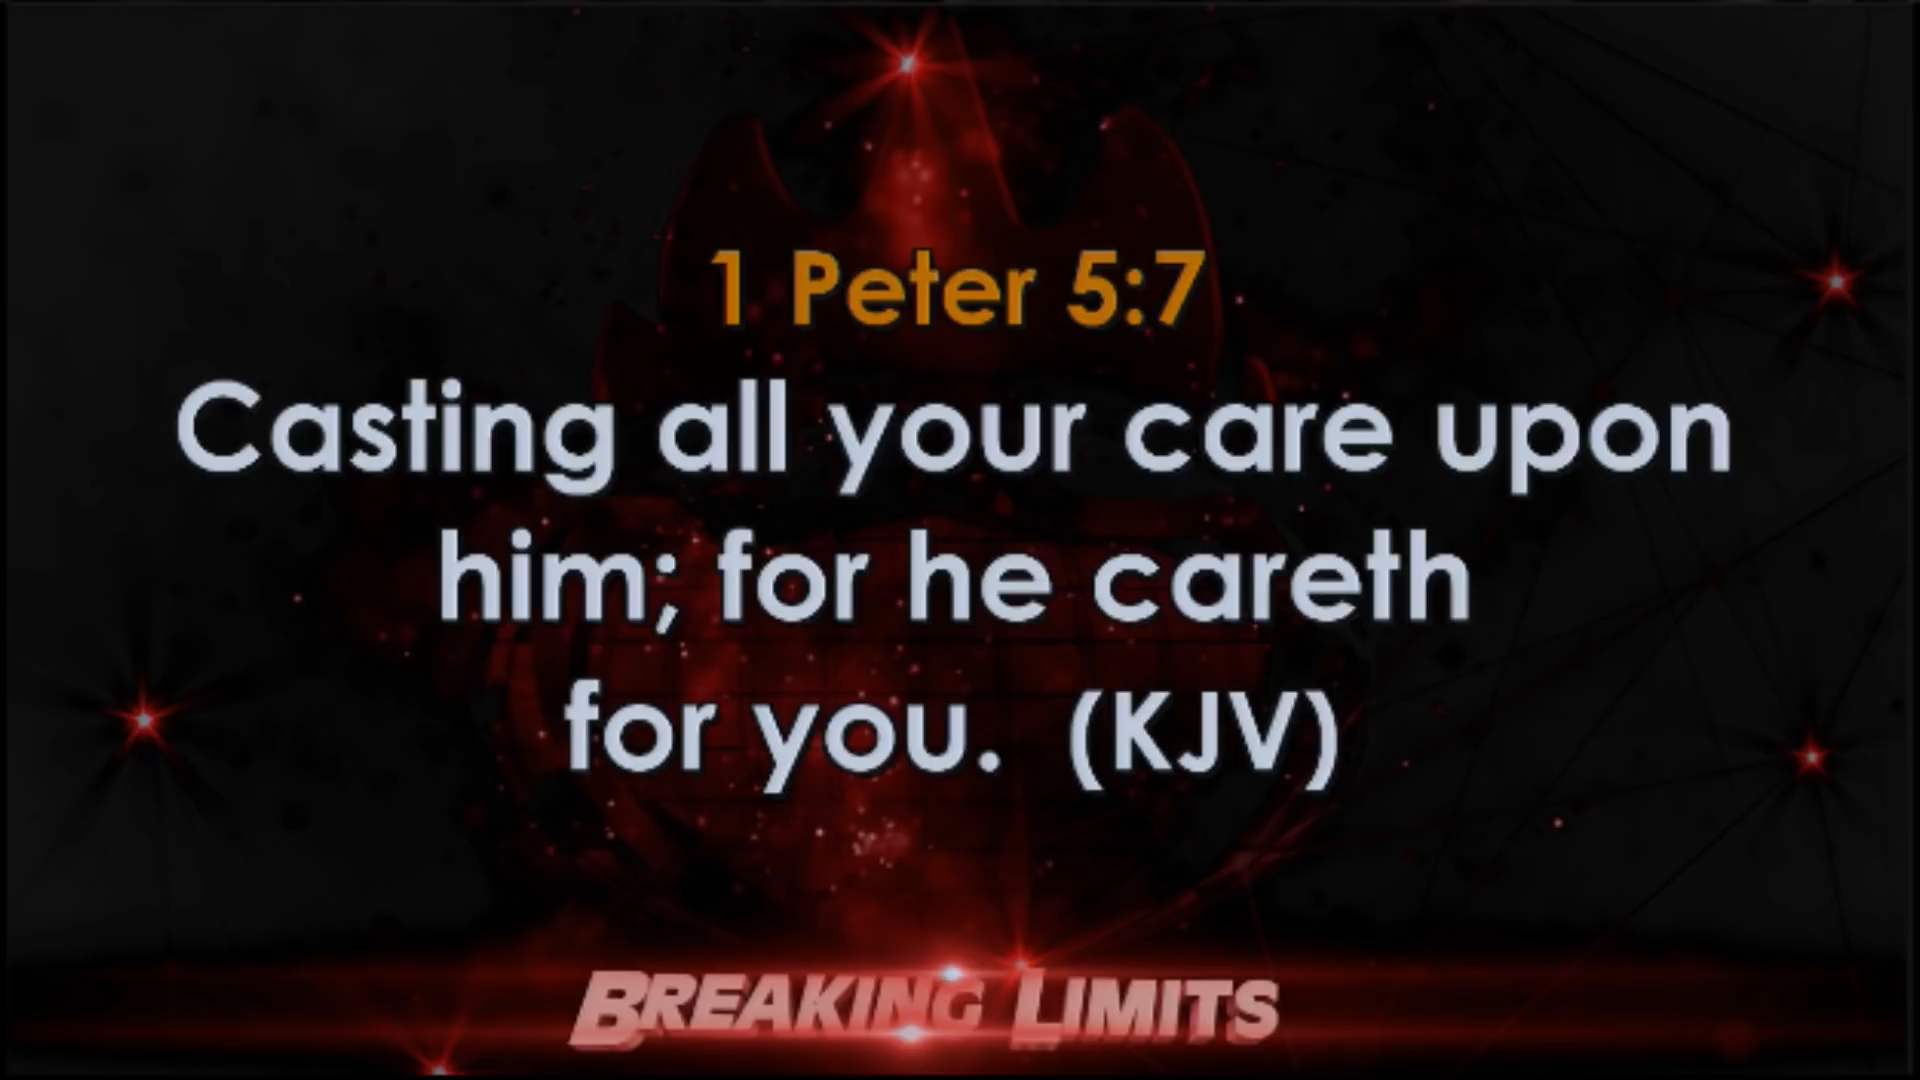 1 Peter 5:7
Casting all your care upon
him; for he careth
for you. (KJV)
BREAKING LIMITS